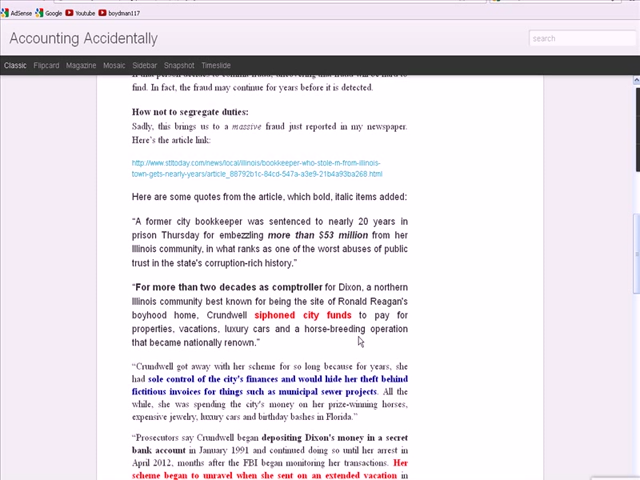 AdSense Google Youtube boydman117
Accounting Accidentally
search
Classic Flipcard Magazine Mosaic Sidebar Snapshot Timeslide
If that person decides to commit fraud, uncovering that fraud will be hard to
find. In fact, the fraud may continue for years before it is detected.
How not to segregate duties:
Sadly, this brings us to a massive fraud just reported in my newspaper.
Here's the article link:
http://www.stltoday.com/news/local/illinois/bookkeeper-who-stole-m-from-illinois-
town-gets-nearly-years/article_88792b1c-84cd-547a-a3e9-21b4a93ba268.html
Here are some quotes from the article, which bold, italic items added:
"A former city bookkeeper was sentenced to nearly 20 years in
prison Thursday for embezzling more than $53 million from her
Illinois community, in what ranks as one of the worst abuses of public
trust in the state's corruption-rich history."
"For more than two decades as comptroller for Dixon, a northern
Illinois community best known for being the site of Ronald Reagan's
boyhood home, Crundwell siphoned city funds to pay for
properties, vacations, luxury cars and a horse-breeding operation
that became nationally renown."
"Crundwell got away with her scheme for so long because for years, she
had sole control of the city's finances and would hide her theft behind
fictitious invoices for things such as municipal sewer projects. All the
while, she was spending the city's money on her prize-winning horses,
expensive jewelry, luxury cars and birthday bashes in Florida."
"Prosecutors say Crundwell began depositing Dixon's money in a secret
bank account in January 1991 and continued doing so until her arrest in
April 2012, months after the FBI began monitoring her transactions. Her
scheme began to unravel when she sent on an extended vacation in